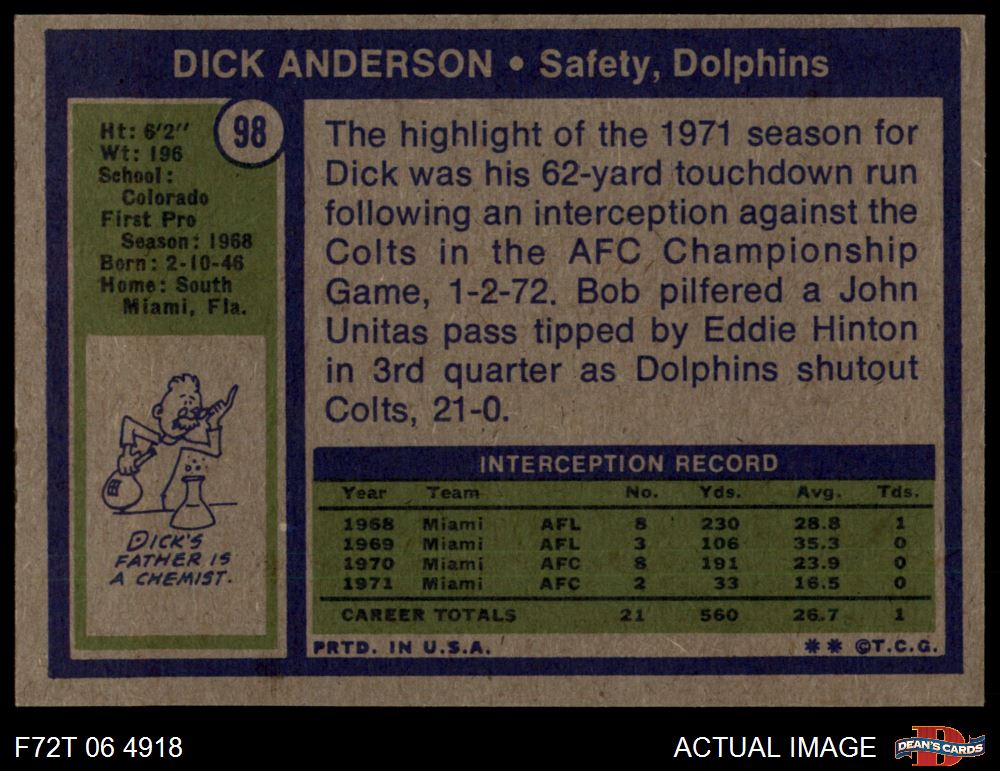 DICK ANDERSON • Safety, Dolphins
98
Ht: 6'2''
Wt: 196
School:
Colorado
First Pro
Season: 1968
Born: 2-10-46
Home: South
Miami, Fla.
DICK'S
FATHER IS
A CHEMIST.
The highlight of the 1971 season for
Dick was his 62-yard touchdown run
following an interception against the
Colts in the AFC Championship
Game, 1-2-72. Bob pilfered a John
Unitas pass tipped by Eddie Hinton
in 3rd quarter as Dolphins shutout
Colts, 21-0.
INTERCEPTION RECORD
Year Team No. Yds. Avg. Tds.
1968 Miami AFL 8 230 28.8 1
1969 Miami AFL 3 106 35.3 0
1970 Miami AFC 8 191 23.9 0
1971 Miami AFC 2 33 16.5 0
CAREER TOTALS 21 560 26.7 1
PRTD. IN U.S.A. ** ©T.C.G.
F72T 06 4918 ACTUAL IMAGE
D
DEAN'S CARDS